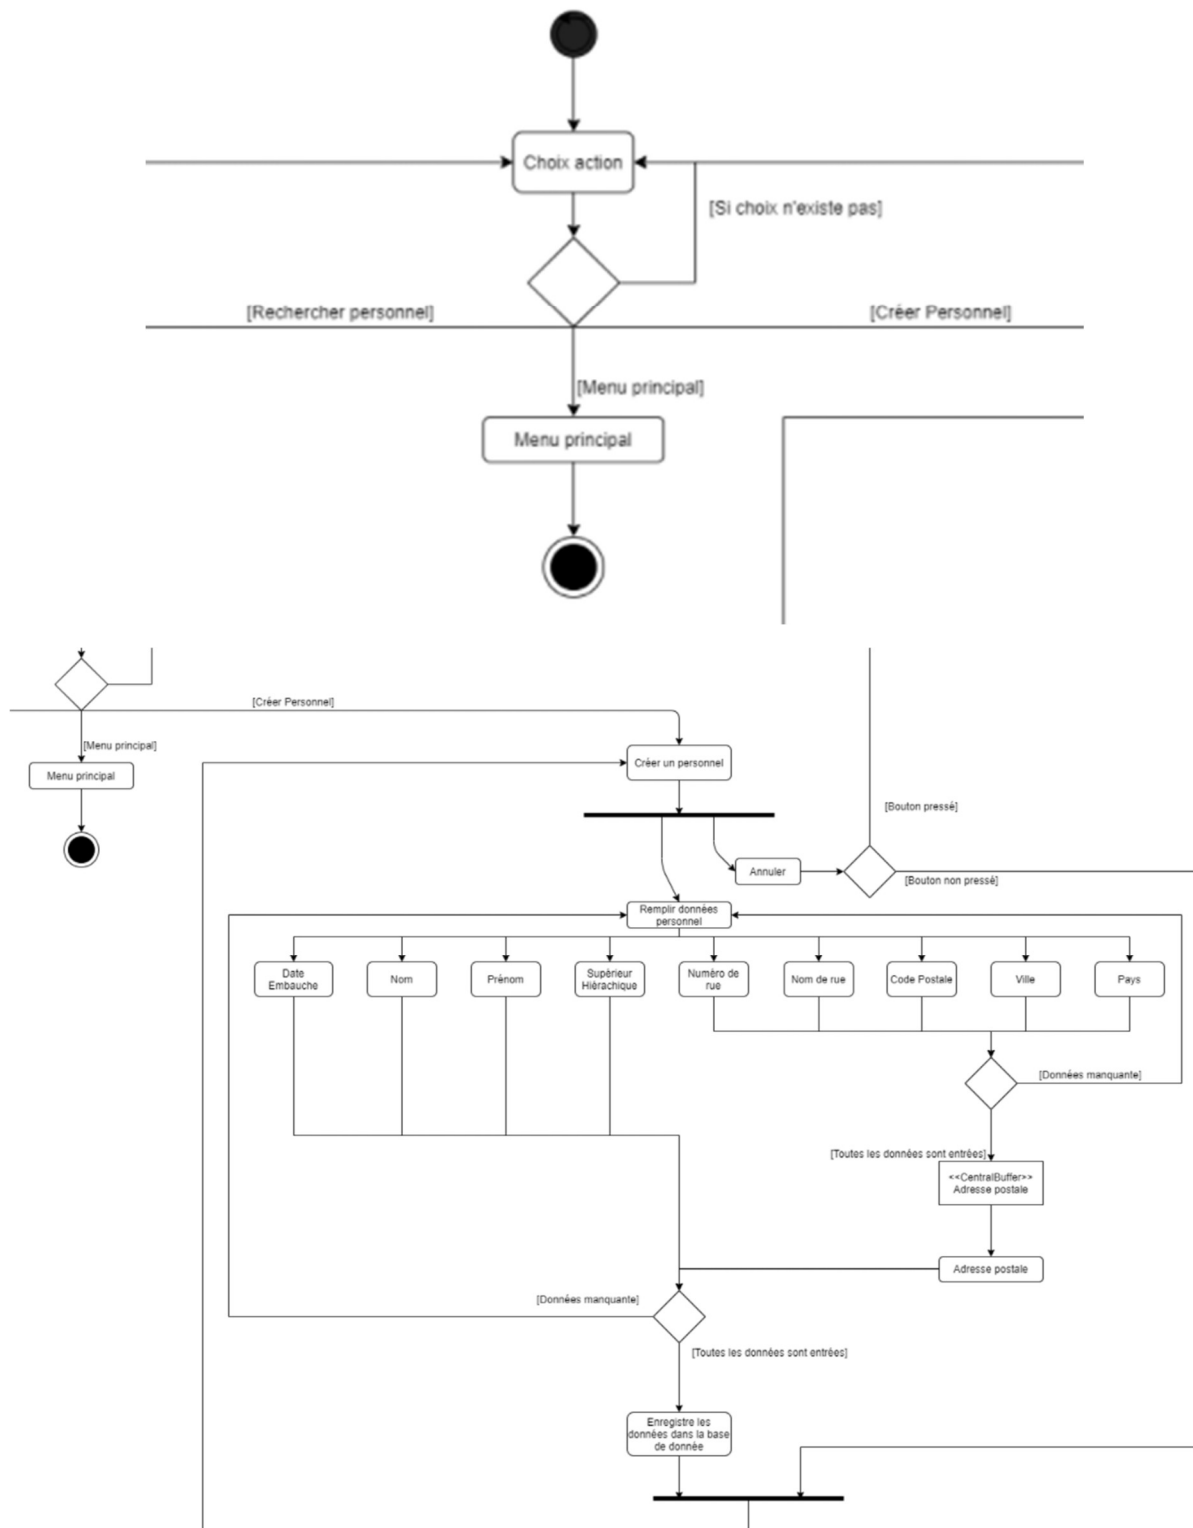 Choix action
[Si choix n'existe pas]
[Rechercher personnel]
[Créer Personnel]
[Menu principal]
Menu principal
[Créer Personnel]
[Menu principal]
Menu principal
Créer un personnel
[Bouton pressé]
Annuler
[Bouton non pressé]
Remplir données
personnel
Date
Embauche
Nom
Prénom
Supérieur
Hiérachique
Numéro de
rue
Nom de rue
Code Postale
Ville
Pays
[Données manquante]
[Toutes les données sont entrées]
<<CentralBuffer>>
Adresse postale
Adresse postale
[Données manquante]
[Toutes les données sont entrées]
Enregistre les
données dans la base
de donnée